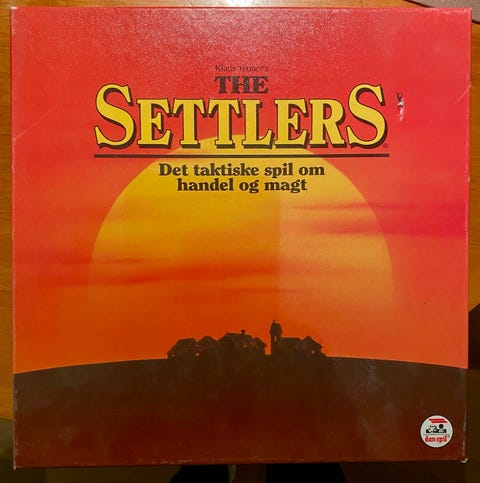 Klaus Teuber's
THE
SETTLERS®
Det taktiske spil om
handel og magt
dan-spil®